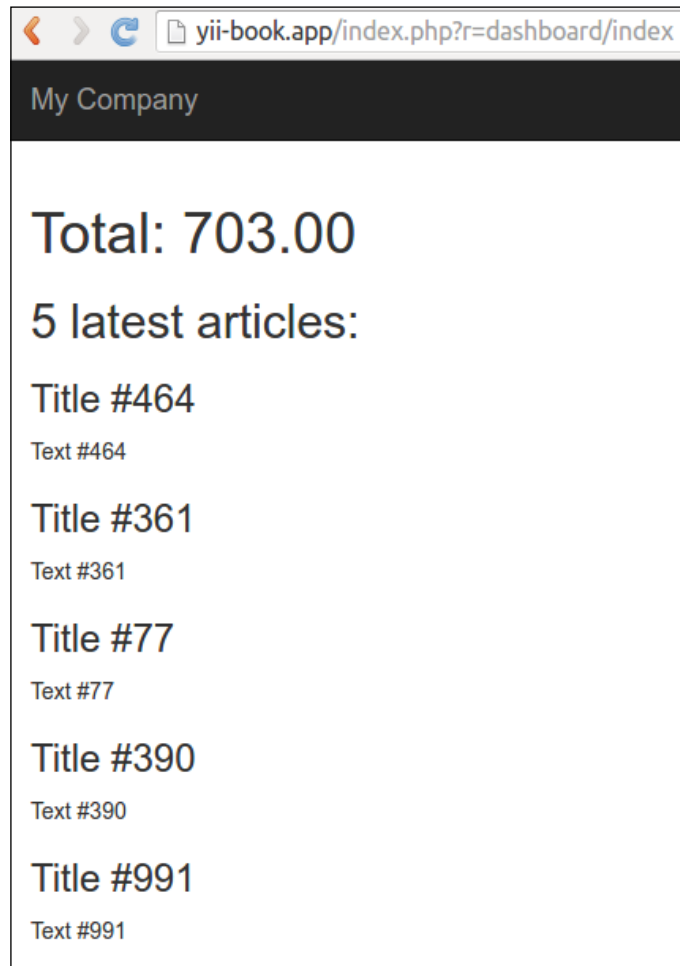 yii-book.app/index.php?r=dashboard/index
My Company
Total: 703.00
5 latest articles:
Title #464
Text #464
Title #361
Text #361
Title #77
Text #77
Title #390
Text #390
Title #991
Text #991